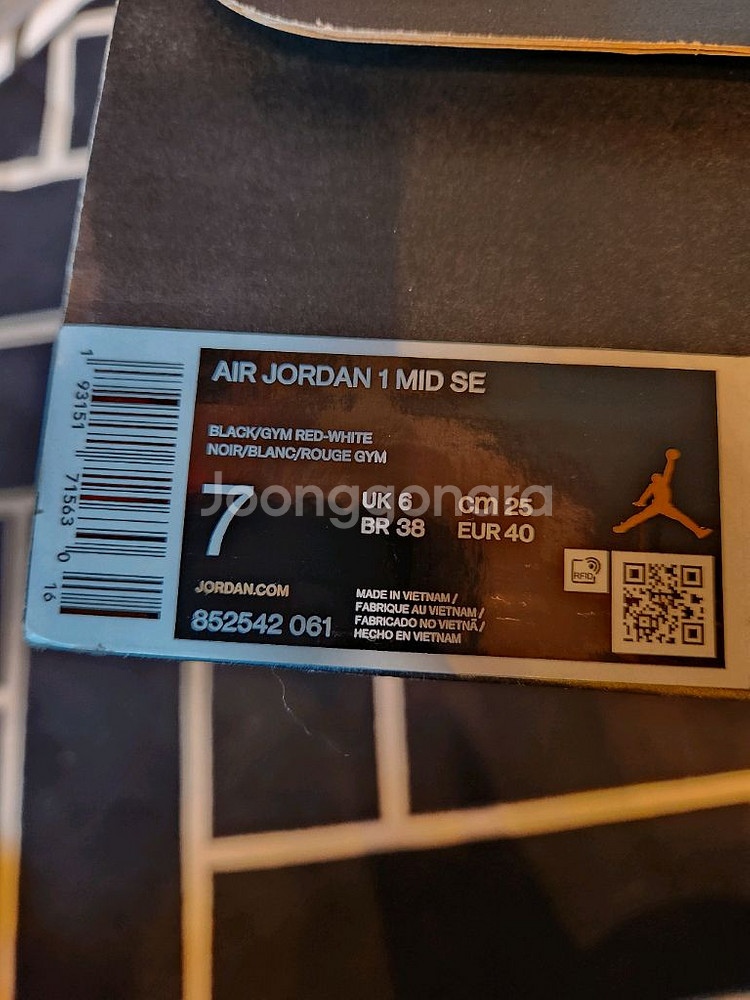 AIR JORDAN 1 MID SE
BLACK/GYM RED-WHITE
NOIR/BLANC/ROUGE GYM
7
UK 6
CM 25
BR 38
EUR 40
Joonggonara
RFID
JORDAN.COM
852542 061
MADE IN VIETNAM /
FABRIQUE AU VIETNAM /
FABRICADO NO VIETNÃ /
HECHO EN VIETNAM
1 93151 71563 0 16